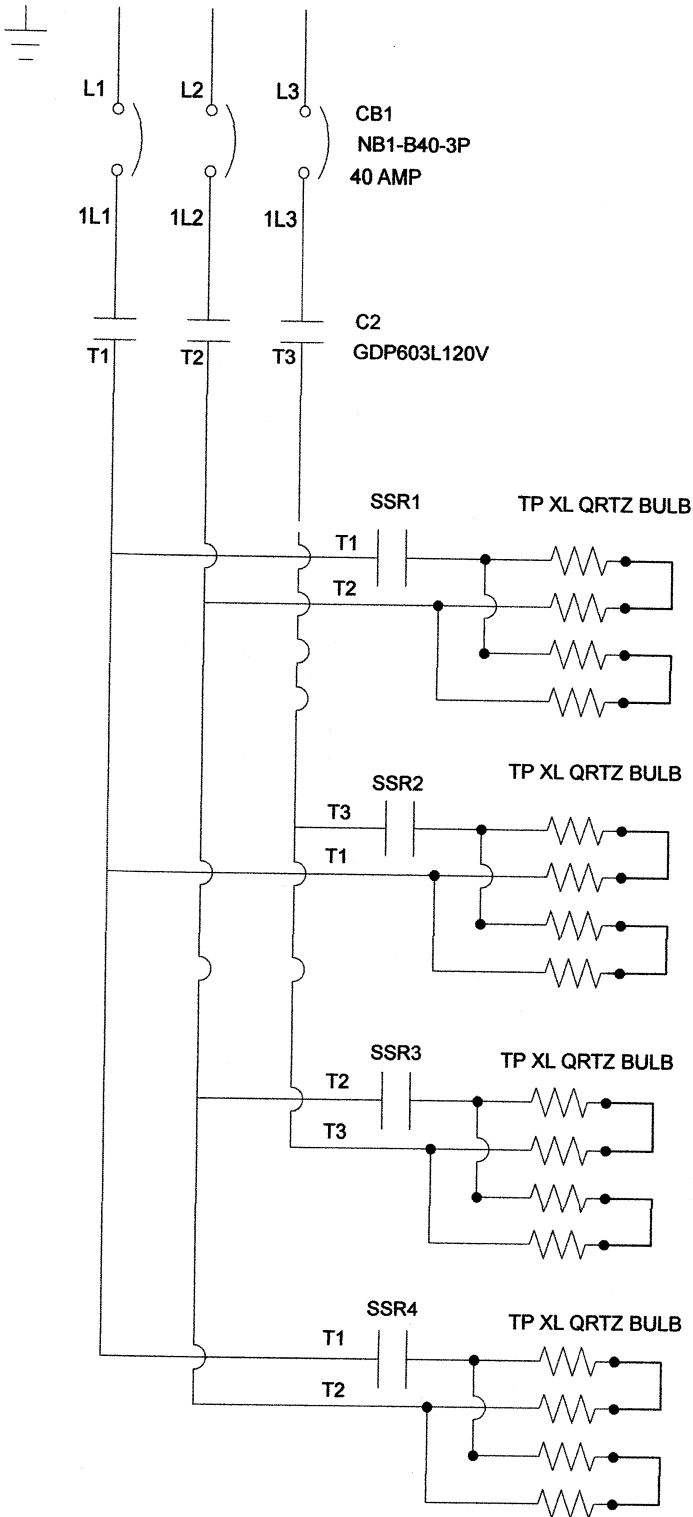 L1 L2 L3
CB1
NB1-B40-3P
40 AMP
1L1 1L2 1L3
C2
GDP603L120V
T1 T2 T3
SSR1
TP XL QRTZ BULB
T1
T2
TP XL QRTZ BULB
SSR2
T3
T1
SSR3
TP XL QRTZ BULB
T2
T3
SSR4
TP XL QRTZ BULB
T1
T2